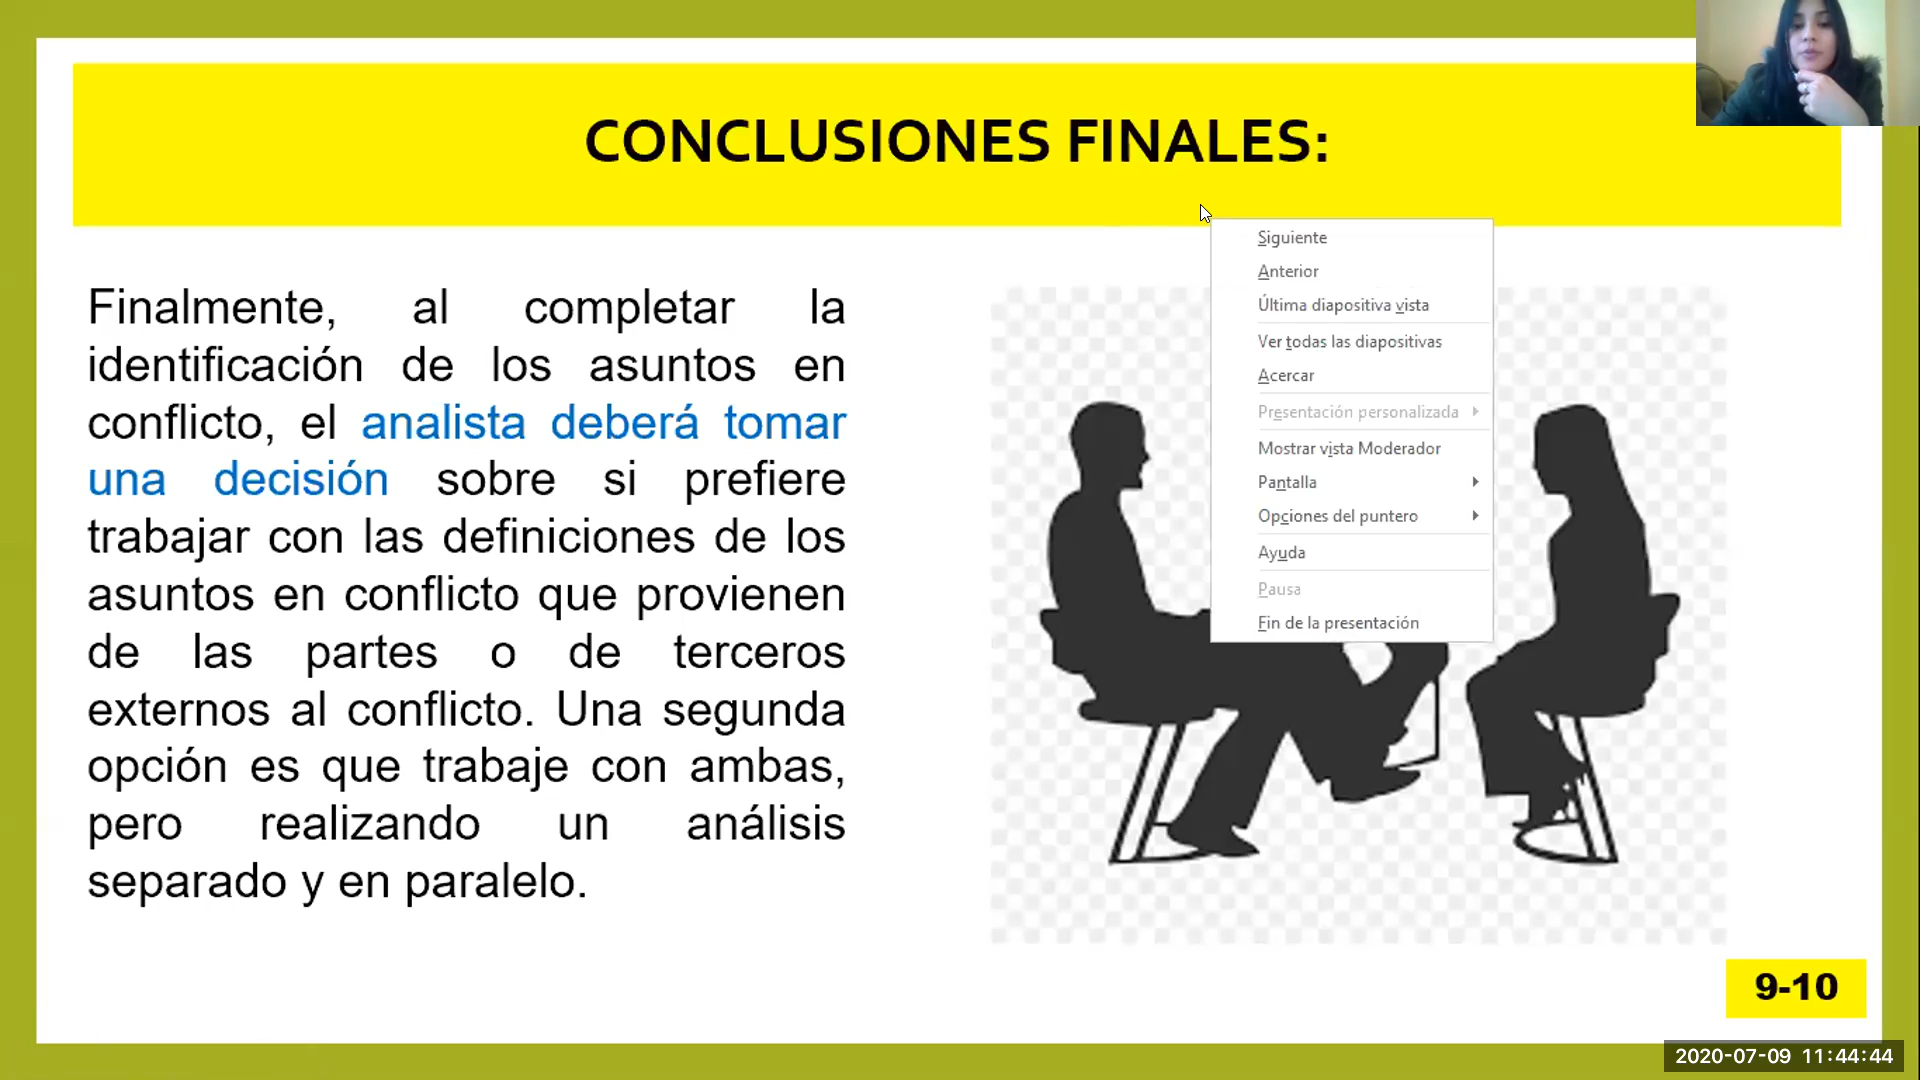 CONCLUSIONES FINALES:
Finalmente, al completar la
identificación de los asuntos en
conflicto, el analista deberá tomar
una decisión sobre si prefiere
trabajar con las definiciones de los
asuntos en conflicto que provienen
de las partes o de terceros
externos al conflicto. Una segunda
opción es que trabaje con ambas,
pero realizando un análisis
separado y en paralelo.
Siguiente
Anterior
Última diapositiva vista
Ver todas las diapositivas
Acercar
Presentación personalizada
Mostrar vista Moderador
Pantalla
Opciones del puntero
Ayuda
Pausa
Fin de la presentación
9-10
2020-07-09 11:44:44